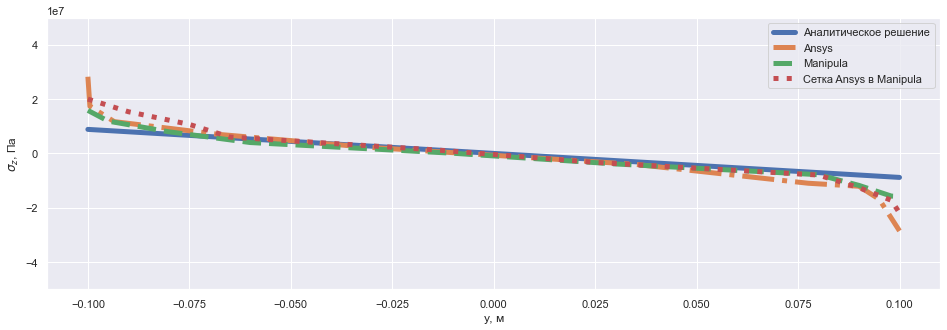 1e7
Аналитическое решение
Ansys
Manipula
Сетка Ansys в Manipula
4
2
0
−2
−4
σz, Па
−0.100 −0.075 −0.050 −0.025 0.000 0.025 0.050 0.075 0.100
y, м